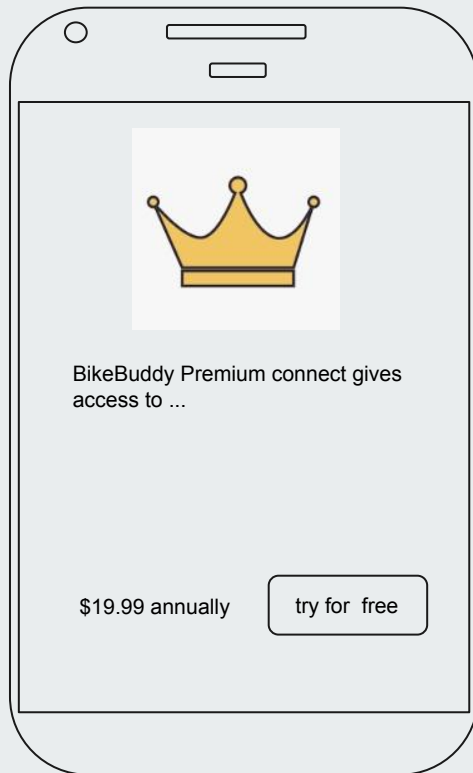 BikeBuddy Premium connect gives
access to ...
$19.99 annually
try for  free